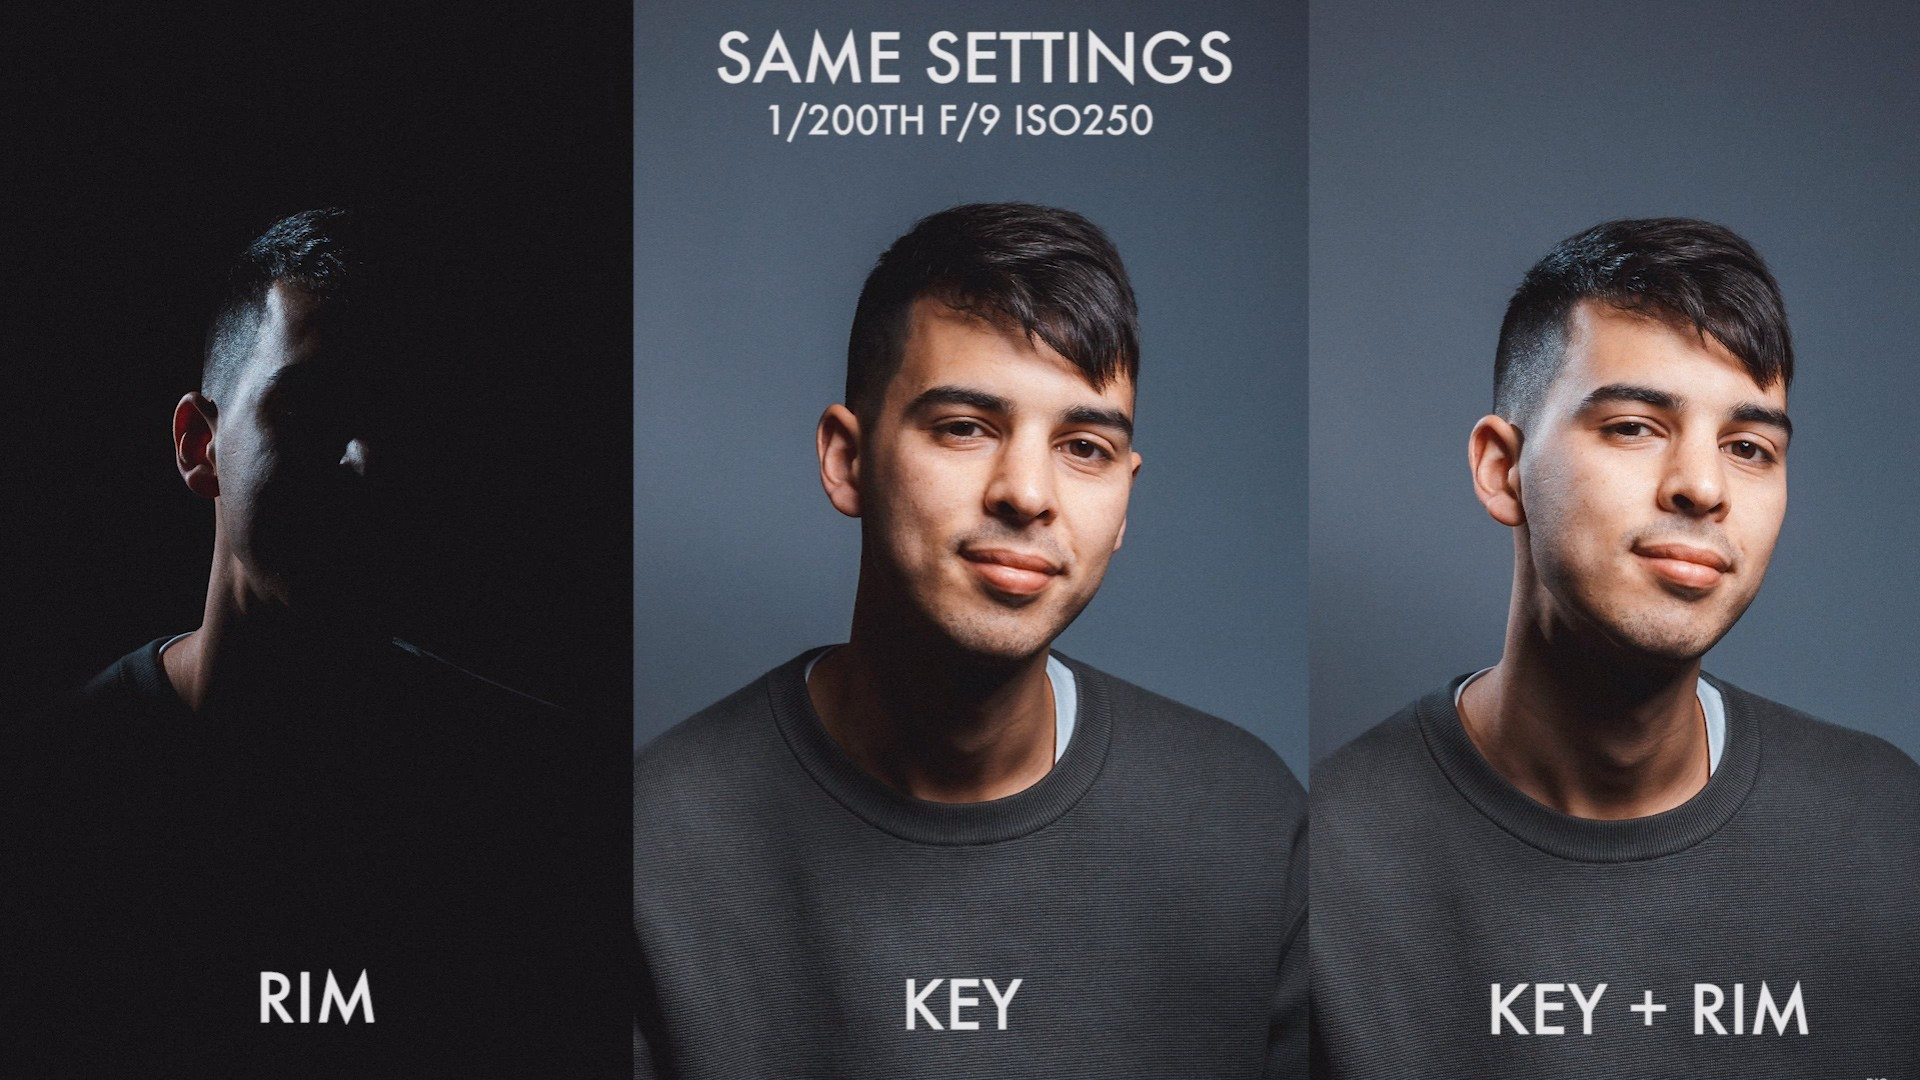 SAME SETTINGS
1/200TH F/9 ISO250
RIM
KEY
KEY + RIM